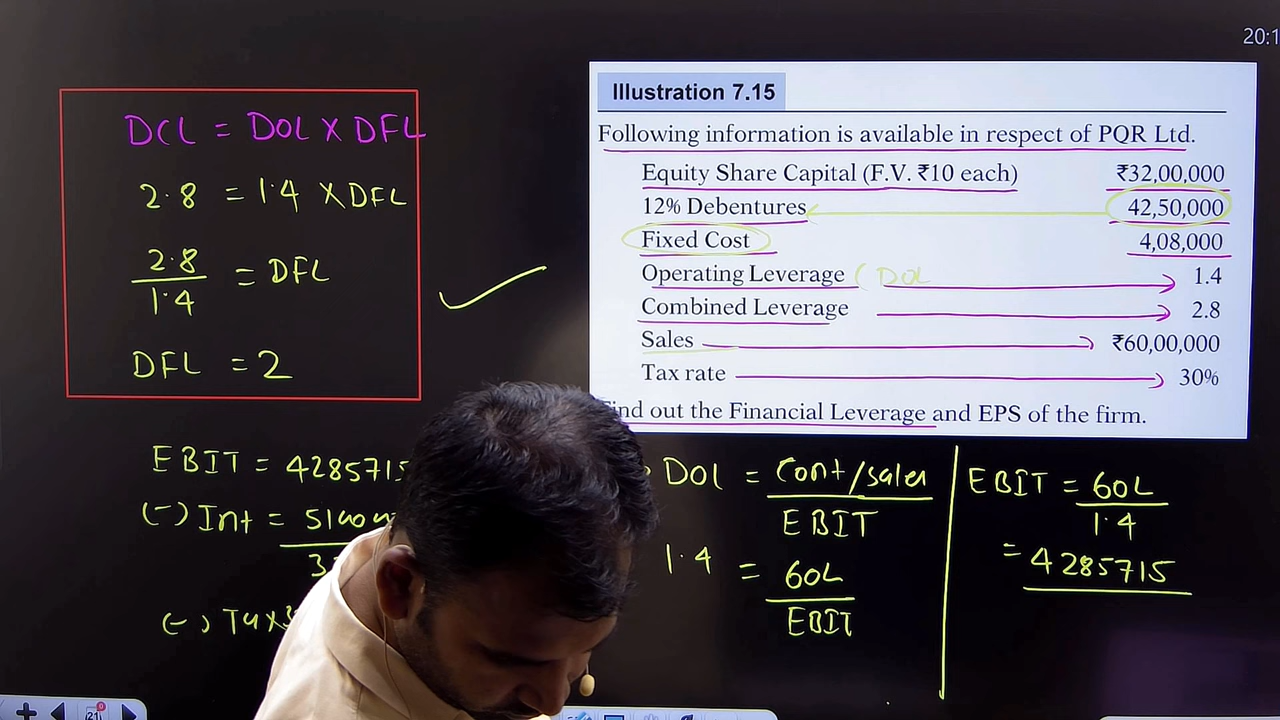 20:1
DCL = DOL X DFL
2.8 = 1.4 X DFL
2.8 / 1.4 = DFL
DFL = 2
Illustration 7.15
Following information is available in respect of PQR Ltd.
Equity Share Capital (F.V. ₹10 each) ₹32,00,000
12% Debentures 42,50,000
Fixed Cost 4,08,000
Operating Leverage ( DOL 1.4
Combined Leverage 2.8
Sales ₹60,00,000
Tax rate 30%
Find out the Financial Leverage and EPS of the firm.
EBIT = 4285715
(-) Int =
(-)
DOL = Cont/sales / EBIT
1.4 = 60L / EBIT
EBIT = 60L / 1.4
= 4285715
21